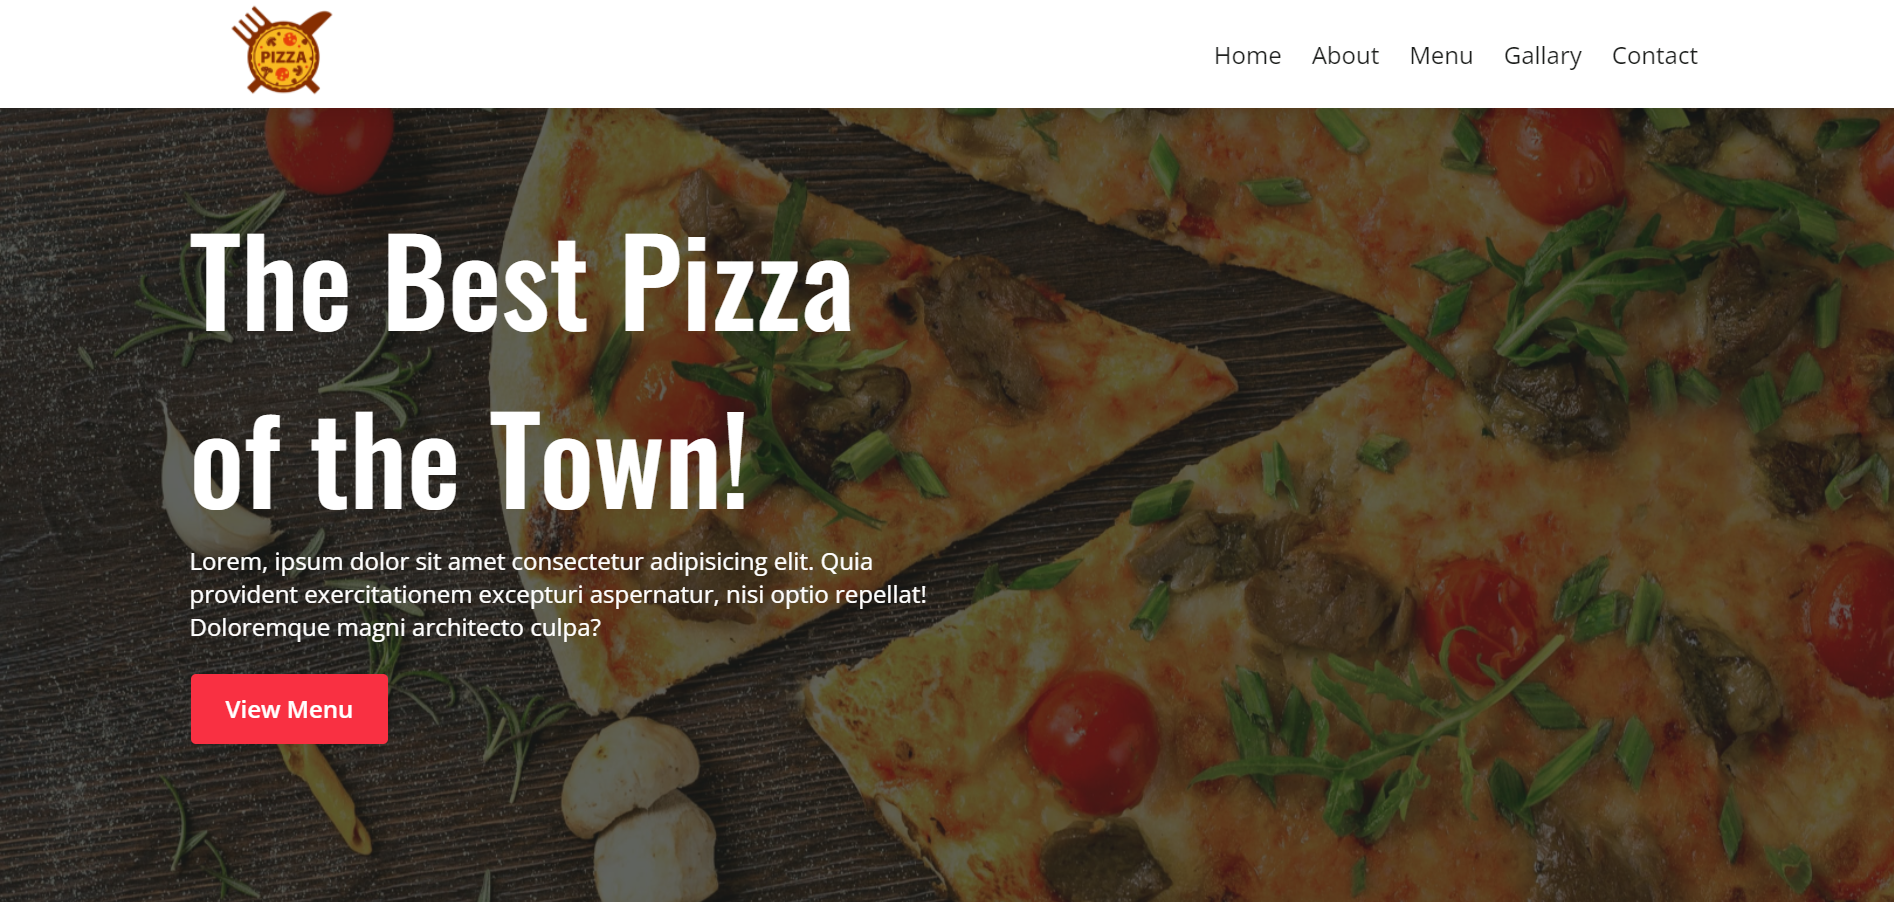 PIZZA
Home About Menu Gallary Contact
The Best Pizza
of the Town!
Lorem, ipsum dolor sit amet consectetur adipisicing elit. Quia
provident exercitationem excepturi aspernatur, nisi optio repellat!
Doloremque magni architecto culpa?
View Menu